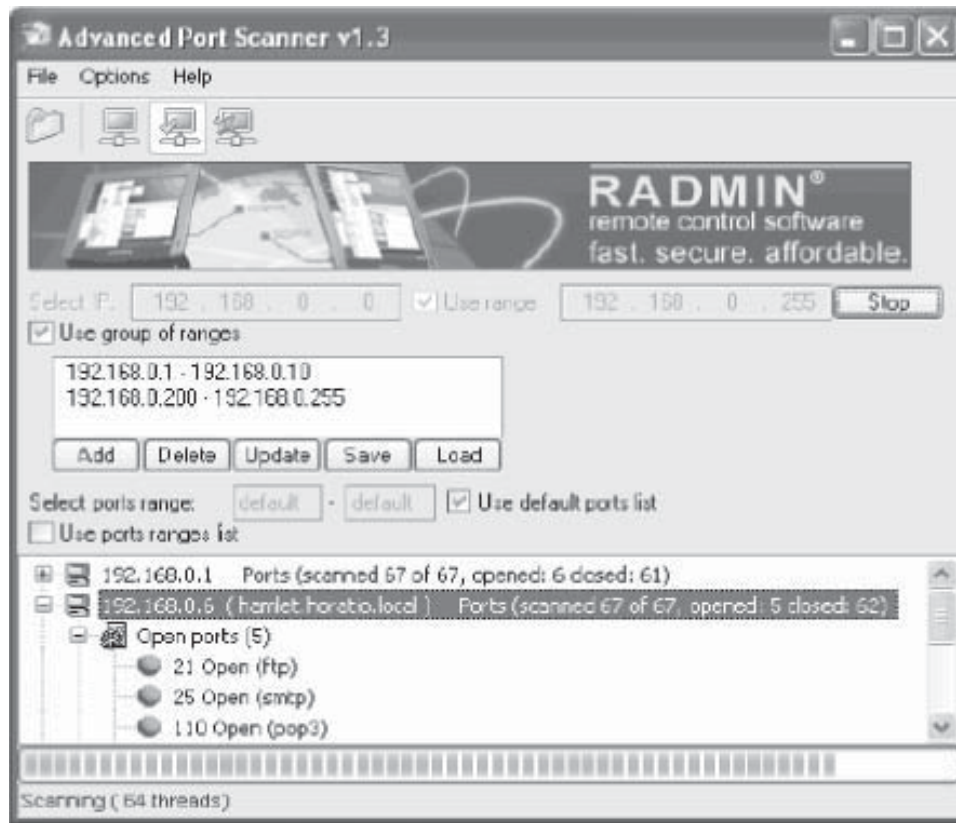 Advanced Port Scanner v1.3
File Options Help
RADMIN®
remote control software
fast. secure. affordable.
Select IP: 192 . 168 . 0 . 0 Use range 192 . 168 . 0 . 255 Stop
Use group of ranges
192.168.0.1 - 192.168.0.10
192.168.0.200 - 192.168.0.255
Add Delete Update Save Load
Select ports range: default - default Use default ports list
Use ports ranges list
192.168.0.1 Ports (scanned 67 of 67, opened: 6 closed: 61)
192.168.0.6 ( hamlet.horatio.local ) Ports (scanned 67 of 67, opened: 5 closed: 62)
Open ports (5)
21 Open (ftp)
25 Open (smtp)
110 Open (pop3)
Scanning ( 64 threads)